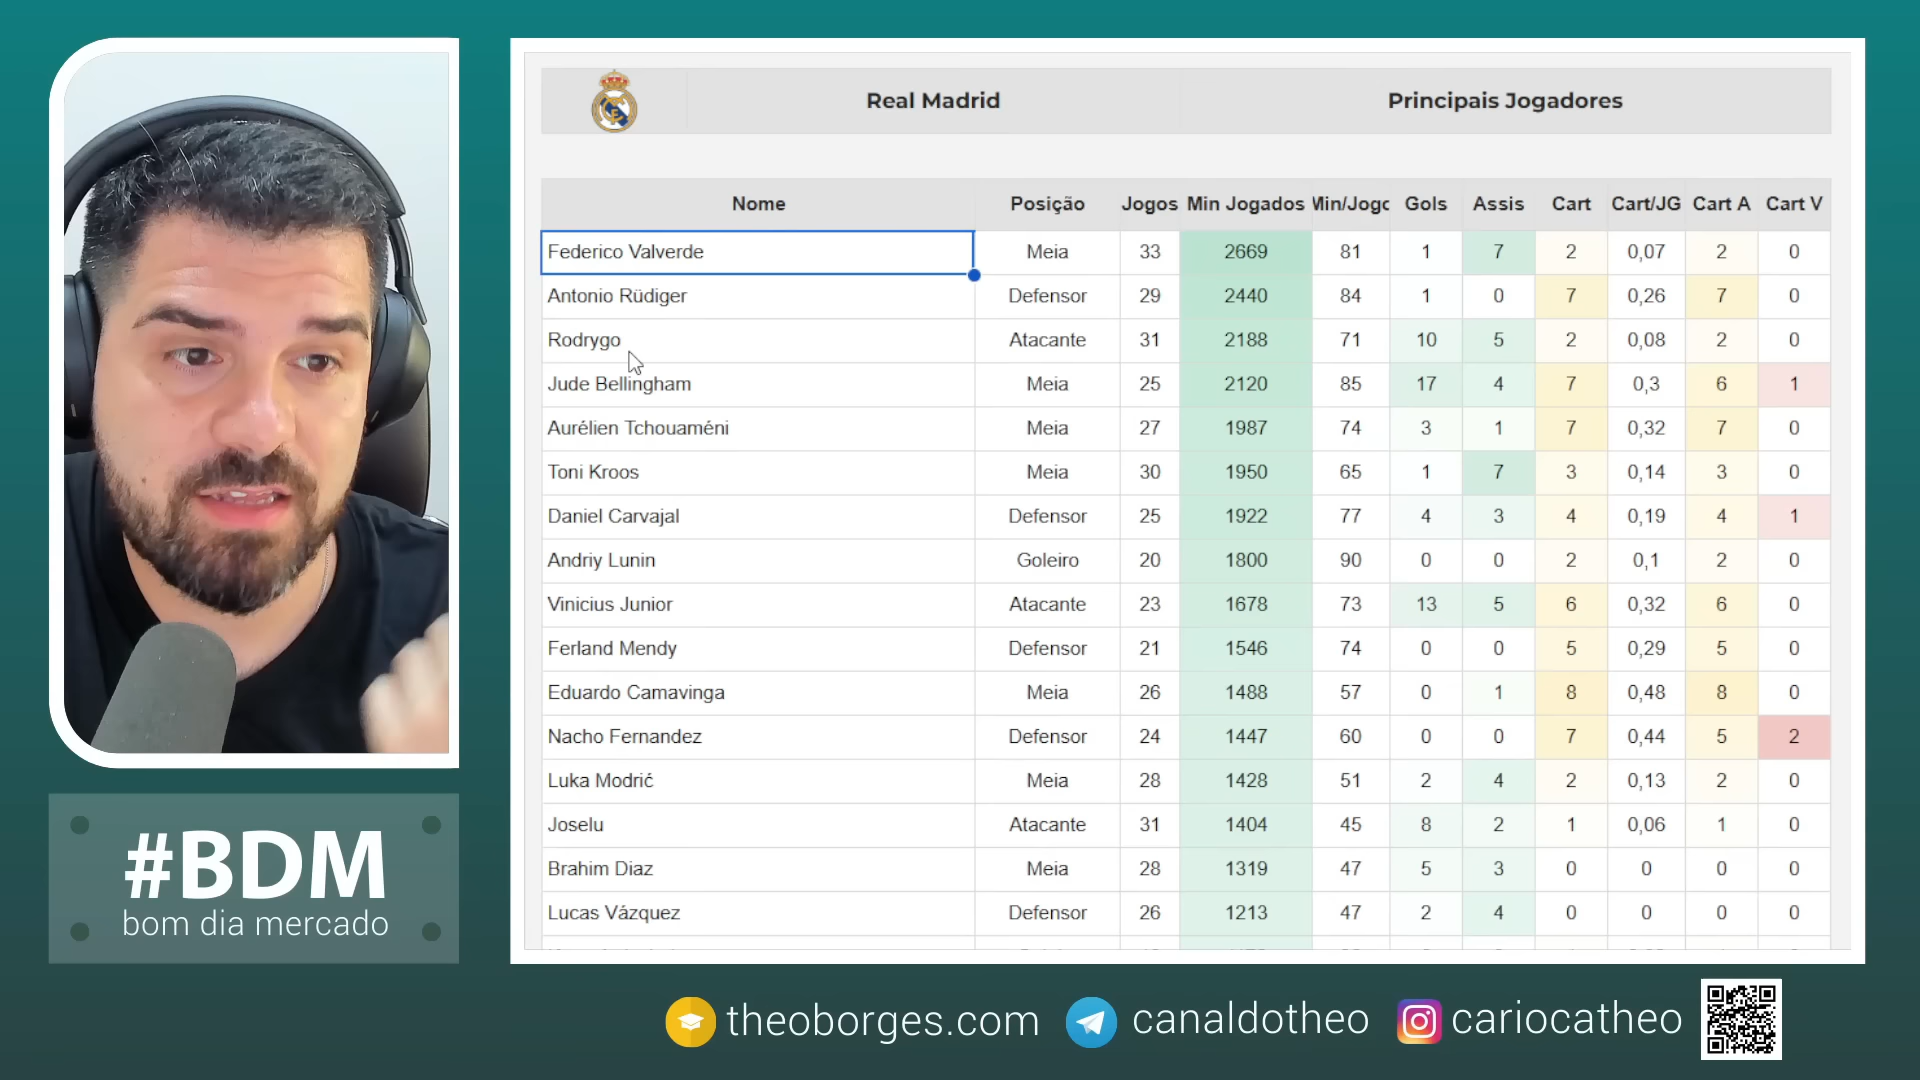 Real Madrid Principais Jogadores
Nome Posição Jogos Min Jogados Min/Jogo Gols Assis Cart Cart/JG Cart A Cart V
Federico Valverde Meia 33 2669 81 1 7 2 0,07 2 0
Antonio Rüdiger Defensor 29 2440 84 1 0 7 0,26 7 0
Rodrygo Atacante 31 2188 71 10 5 2 0,08 2 0
Jude Bellingham Meia 25 2120 85 17 4 7 0,3 6 1
Aurélien Tchouaméni Meia 27 1987 74 3 1 7 0,32 7 0
Toni Kroos Meia 30 1950 65 1 7 3 0,14 3 0
Daniel Carvajal Defensor 25 1922 77 4 3 4 0,19 4 1
Andriy Lunin Goleiro 20 1800 90 0 0 2 0,1 2 0
Vinicius Junior Atacante 23 1678 73 13 5 6 0,32 6 0
Ferland Mendy Defensor 21 1546 74 0 0 5 0,29 5 0
Eduardo Camavinga Meia 26 1488 57 0 1 8 0,48 8 0
Nacho Fernandez Defensor 24 1447 60 0 0 7 0,44 5 2
Luka Modrić Meia 28 1428 51 2 4 2 0,13 2 0
Joselu Atacante 31 1404 45 8 2 1 0,06 1 0
Brahim Diaz Meia 28 1319 47 5 3 0 0 0 0
Lucas Vázquez Defensor 26 1213 47 2 4 0 0 0 0
#BDM
bom dia mercado
theoborges.com canaldotheo cariocatheo